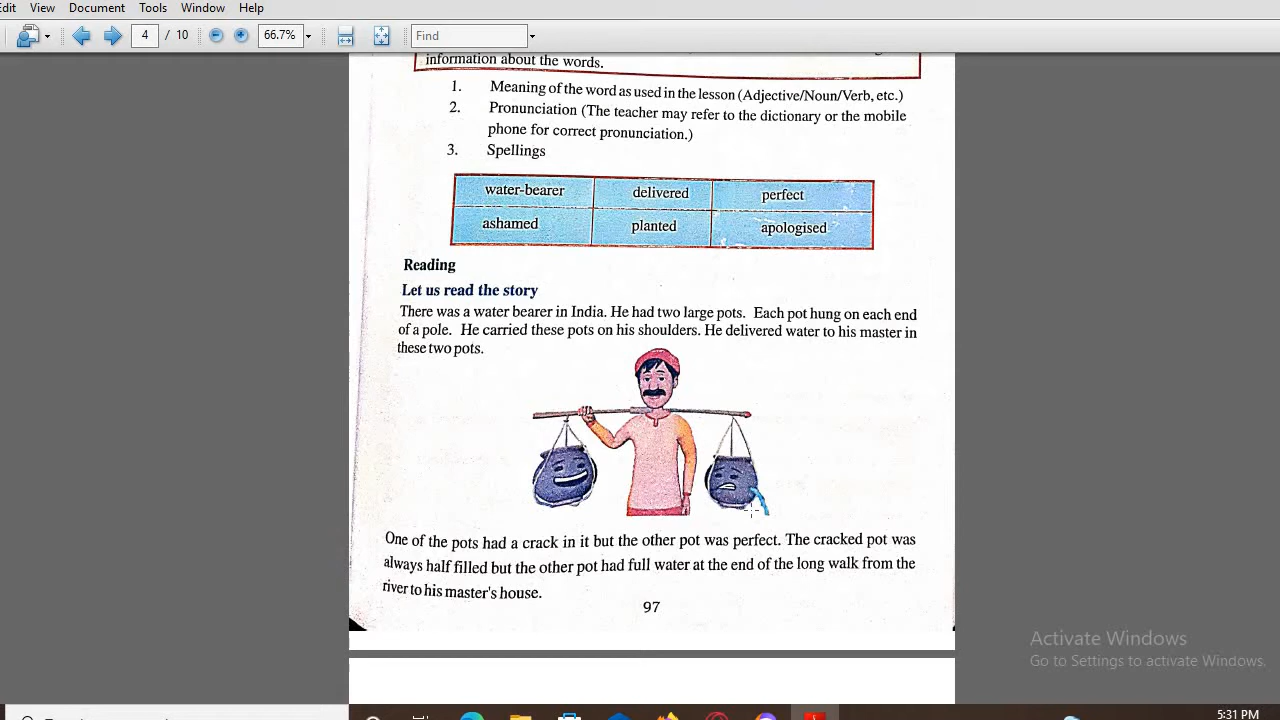 Edit View Document Tools Window Help
4 / 10 66.7% Find
information about the words.
1. Meaning of the word as used in the lesson (Adjective/Noun/Verb, etc.)
2. Pronunciation (The teacher may refer to the dictionary or the mobile
phone for correct pronunciation.)
3. Spellings
water-bearer delivered perfect
ashamed planted apologised
Reading
Let us read the story
There was a water bearer in India. He had two large pots. Each pot hung on each end
of a pole. He carried these pots on his shoulders. He delivered water to his master in
these two pots.
One of the pots had a crack in it but the other pot was perfect. The cracked pot was
always half filled but the other pot had full water at the end of the long walk from the
river to his master's house.
97
Activate Windows
Go to Settings to activate Windows.
5:31 PM